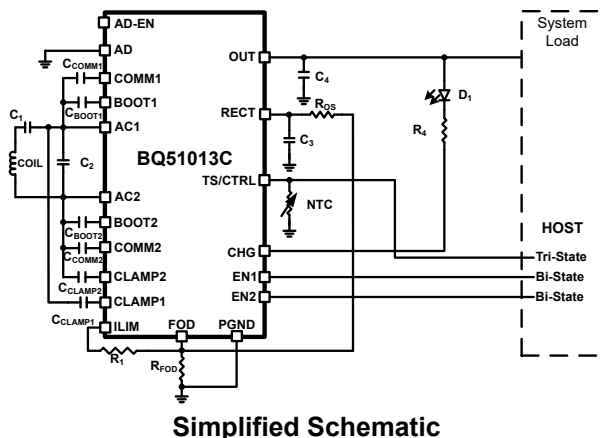 AD-EN
AD
COMM1
BOOT1
AC1
AC2
BOOT2
COMM2
CLAMP2
CLAMP1
ILIM
FOD
PGND
OUT
RECT
TS/CTRL
CHG
EN1
EN2
BQ51013C
CCOMM1
CBOOT1
C1
COIL
C2
CBOOT2
CCOMM2
CCLAMP2
CCLAMP1
R1
RFOD
C4
ROS
C3
NTC
D1
R4
System
Load
HOST
Tri-State
Bi-State
Bi-State
Simplified Schematic